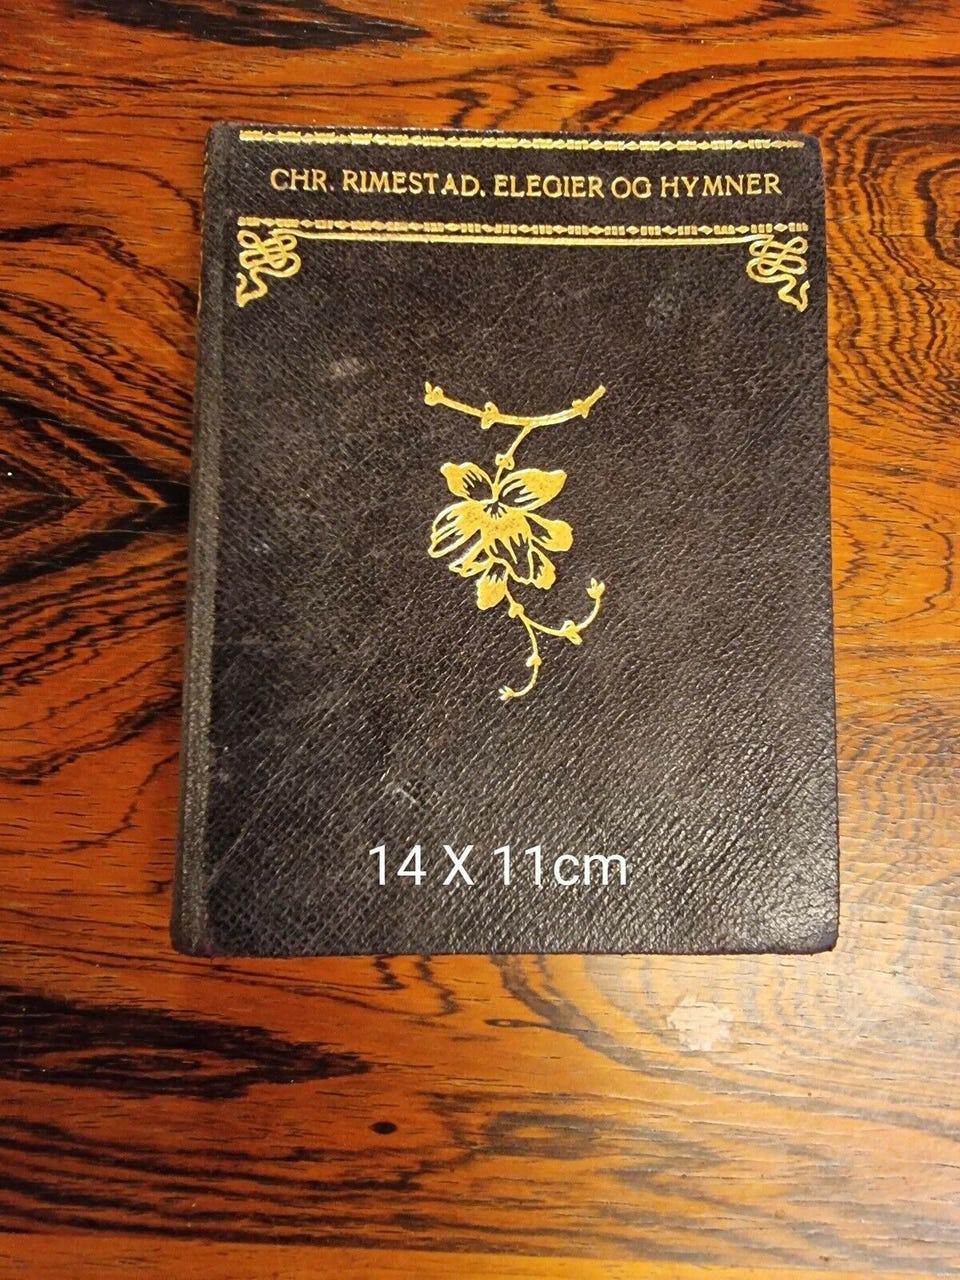 CHR. RIMESTAD. ELEGIER OG HYMNER
14 X 11cm